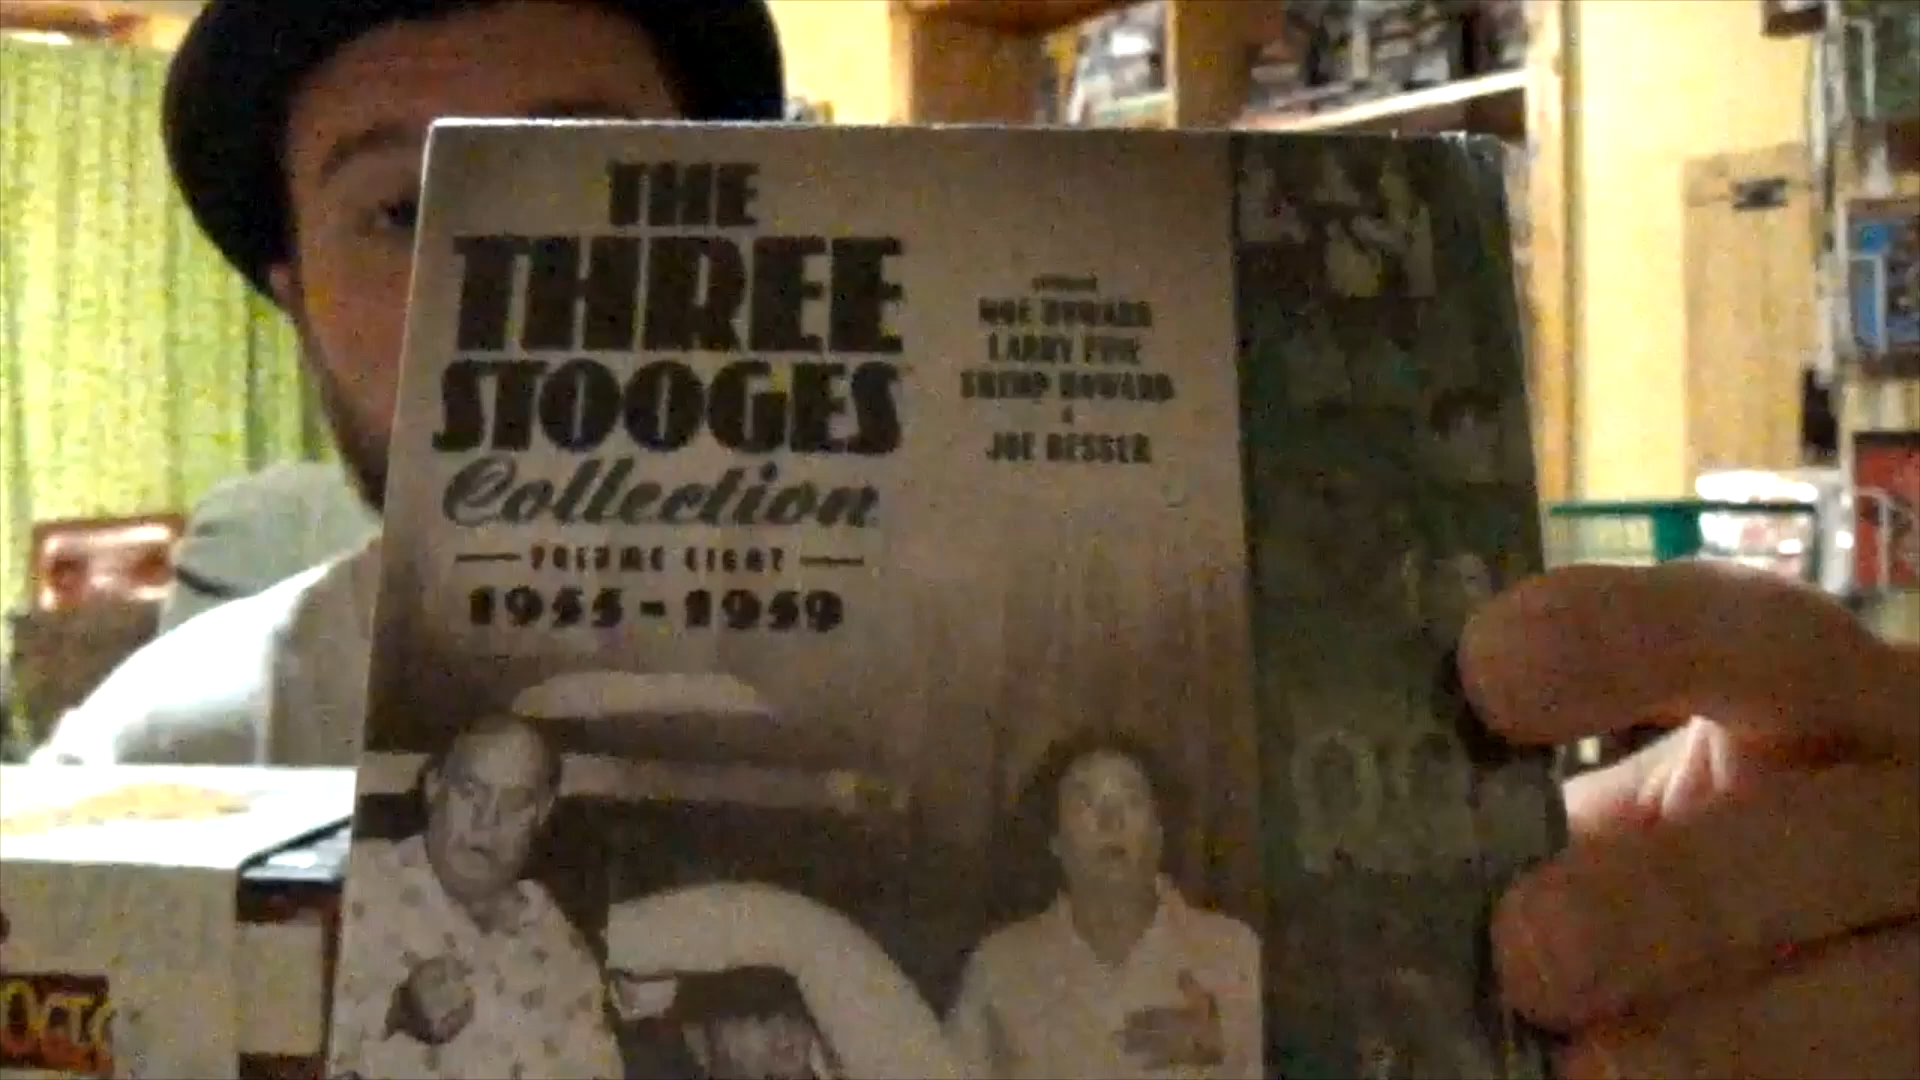 THE
THREE
STOOGES
Collection
VOLUME EIGHT
1955-1959
MOE HOWARD
LARRY FINE
SHEMP HOWARD
&
JOE BESSER